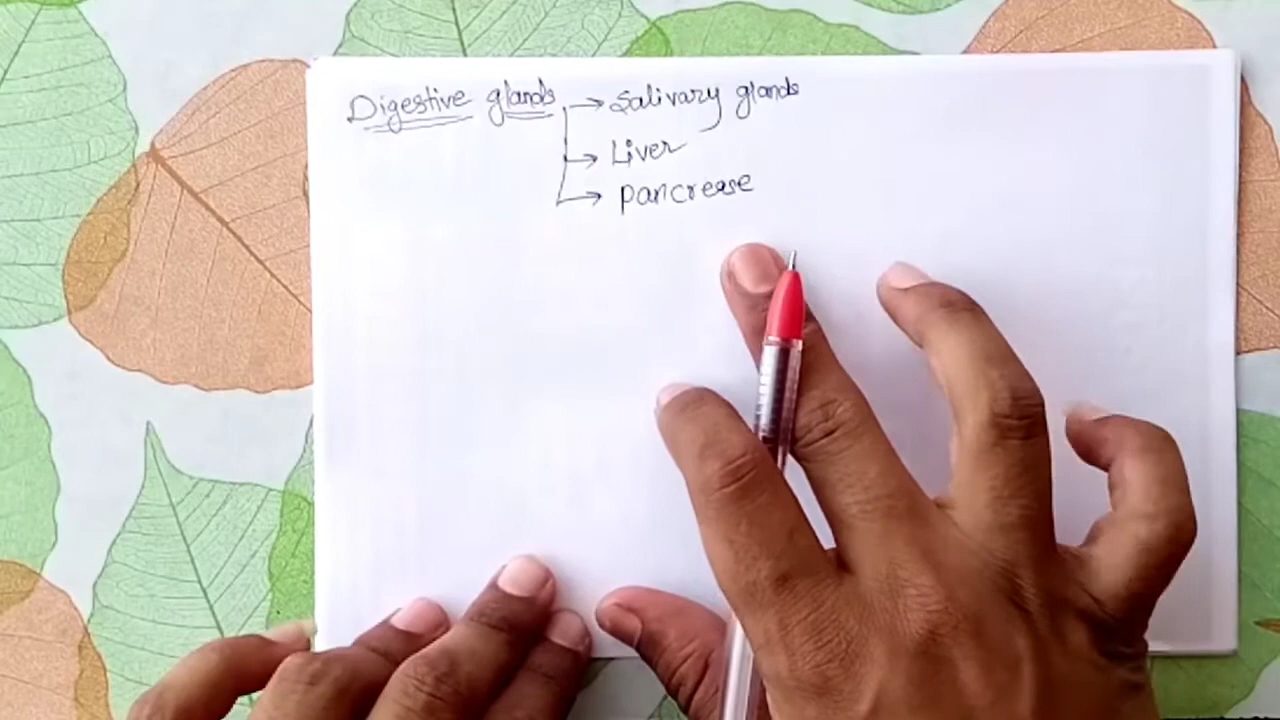 Digestive glands → Salivary glands
→ Liver
→ pancrease